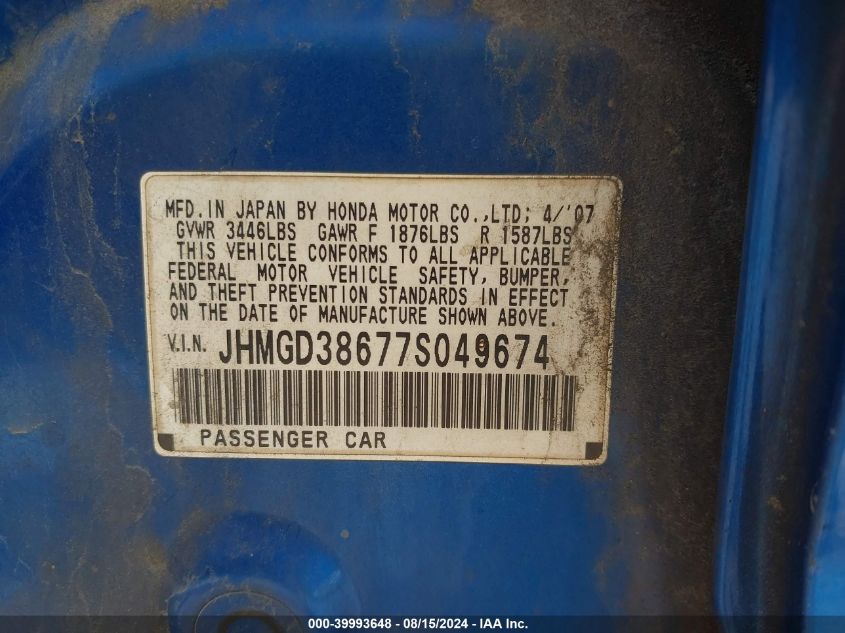 MFD.IN JAPAN BY HONDA MOTOR CO.,LTD; 4/'07
GVWR 3446LBS GAWR F 1876LBS R 1587LBS
THIS VEHICLE CONFORMS TO ALL APPLICABLE
FEDERAL MOTOR VEHICLE SAFETY, BUMPER,
AND THEFT PREVENTION STANDARDS IN EFFECT
ON THE DATE OF MANUFACTURE SHOWN ABOVE.
V.I.N. JHMGD38677S049674
PASSENGER CAR
000-39993648 - 08/15/2024 - IAA Inc.